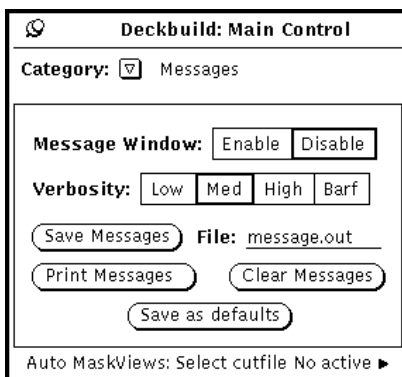 Deckbuild: Main Control
Category: Messages
Message Window: Enable Disable
Verbosity: Low Med High Barf
Save Messages File: message.out
Print Messages Clear Messages
Save as defaults
Auto MaskViews: Select cutfile No active